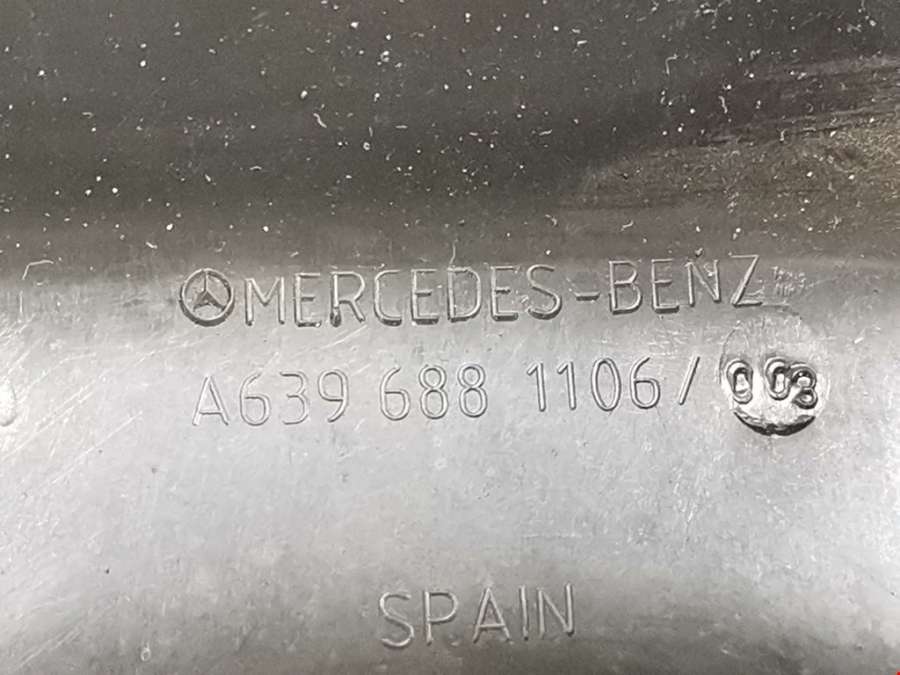 MERCEDES-BENZ
A639 688 1106/ 003
SPAIN